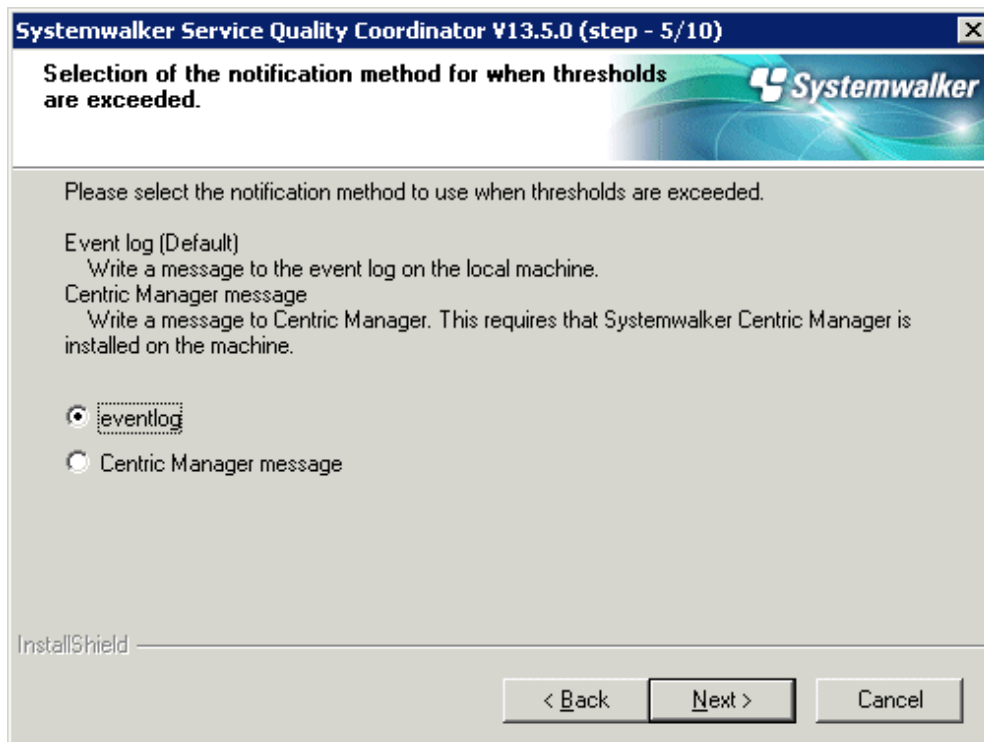 Systemwalker Service Quality Coordinator V13.5.0 (step - 5/10)
Selection of the notification method for when thresholds
are exceeded.
Systemwalker
Please select the notification method to use when thresholds are exceeded.
Event log (Default)
Write a message to the event log on the local machine.
Centric Manager message
Write a message to Centric Manager. This requires that Systemwalker Centric Manager is
installed on the machine.
eventlog
Centric Manager message
InstallShield
< Back
Next >
Cancel